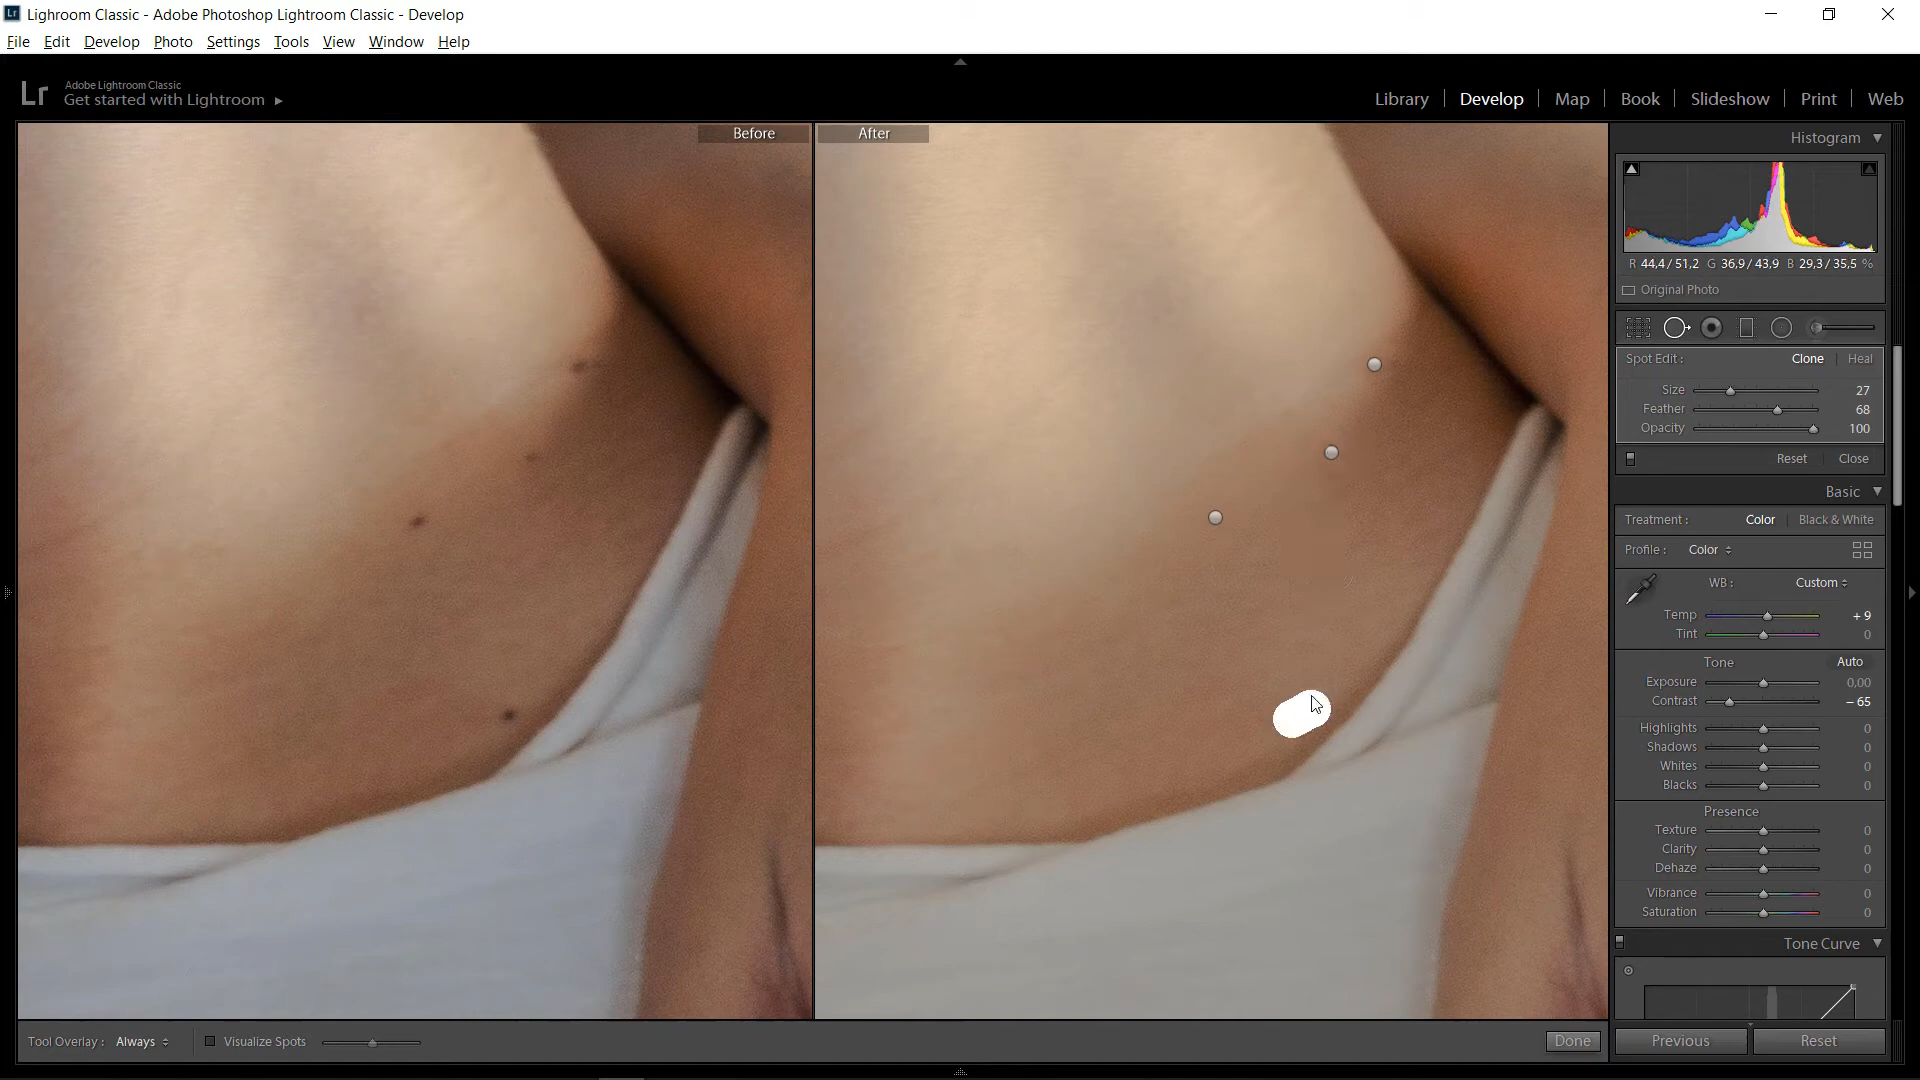 Lighroom Classic - Adobe Photoshop Lightroom Classic - Develop
File Edit Develop Photo Settings Tools View Window Help
Lr
Adobe Lightroom Classic
Get started with Lightroom
Library | Develop | Map | Book | Slideshow | Print | Web
Before
After
Histogram
R 44,4 / 51,2 G 36,9 / 43,9 B 29,3 / 35,5 %
Original Photo
Spot Edit : Clone | Heal
Size 27
Feather 68
Opacity 100
Reset Close
Basic
Treatment : Color | Black & White
Profile : Color
WB : Custom
Temp + 9
Tint 0
Tone Auto
Exposure 0,00
Contrast – 65
Highlights 0
Shadows 0
Whites 0
Blacks 0
Presence
Texture 0
Clarity 0
Dehaze 0
Vibrance 0
Saturation 0
Tone Curve
Tool Overlay : Always Visualize Spots Done
Previous Reset